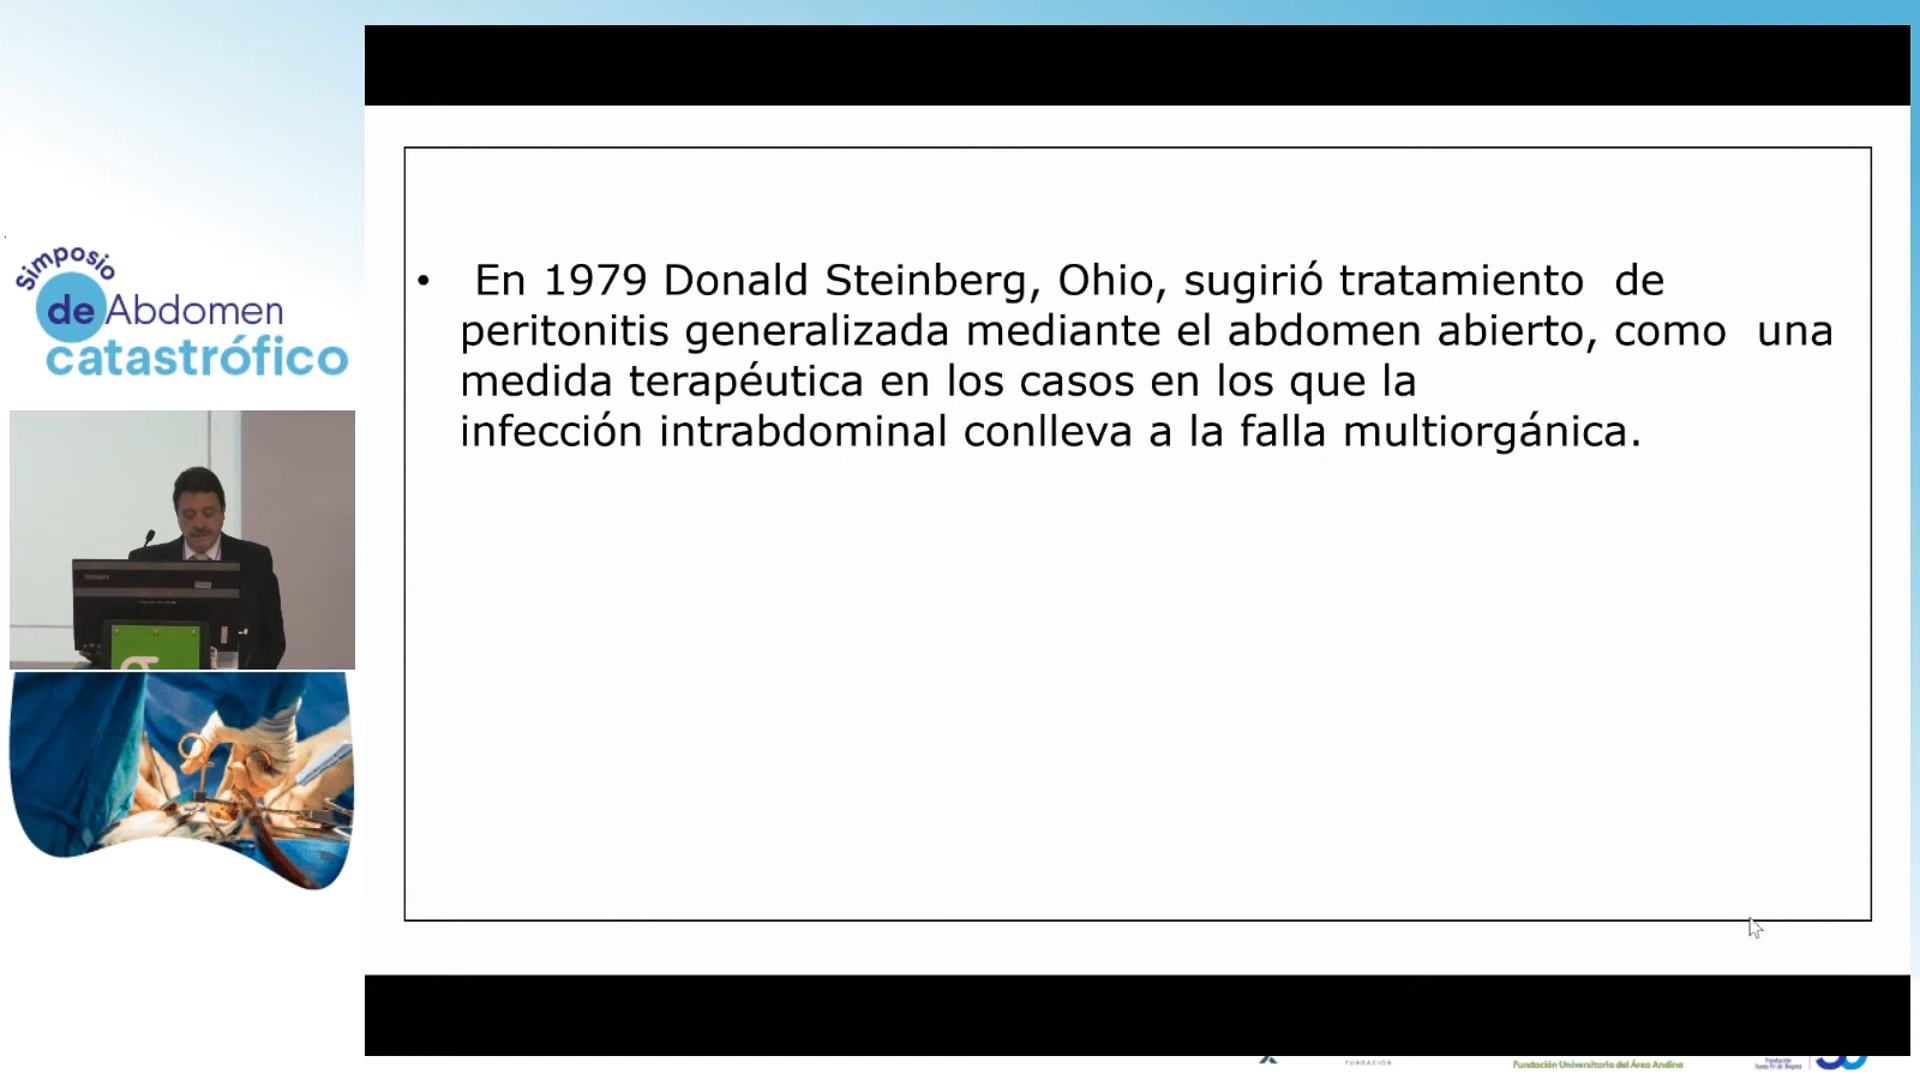 Simposio
de Abdomen
catastrófico
• En 1979 Donald Steinberg, Ohio, sugirió tratamiento de
peritonitis generalizada mediante el abdomen abierto, como una
medida terapéutica en los casos en los que la
infección intrabdominal conlleva a la falla multiorgánica.
FUNDACIÓN
Fundación Universitaria del Área Andina